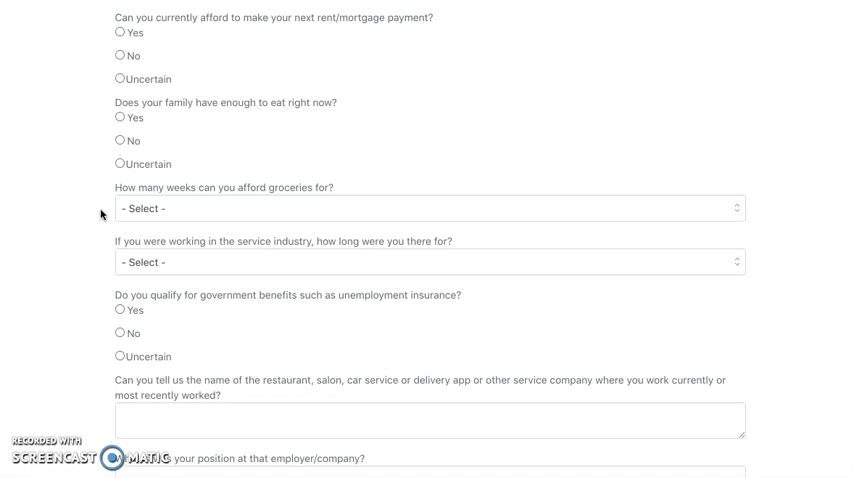 Can you currently afford to make your next rent/mortgage payment?
Yes
No
Uncertain
Does your family have enough to eat right now?
Yes
No
Uncertain
How many weeks can you afford groceries for?
- Select -
If you were working in the service industry, how long were you there for?
- Select -
Do you qualify for government benefits such as unemployment insurance?
Yes
No
Uncertain
Can you tell us the name of the restaurant, salon, car service or delivery app or other service company where you work currently or
most recently worked?
RECORDED WITH
SCREENCAST MATIC
your position at that employer/company?